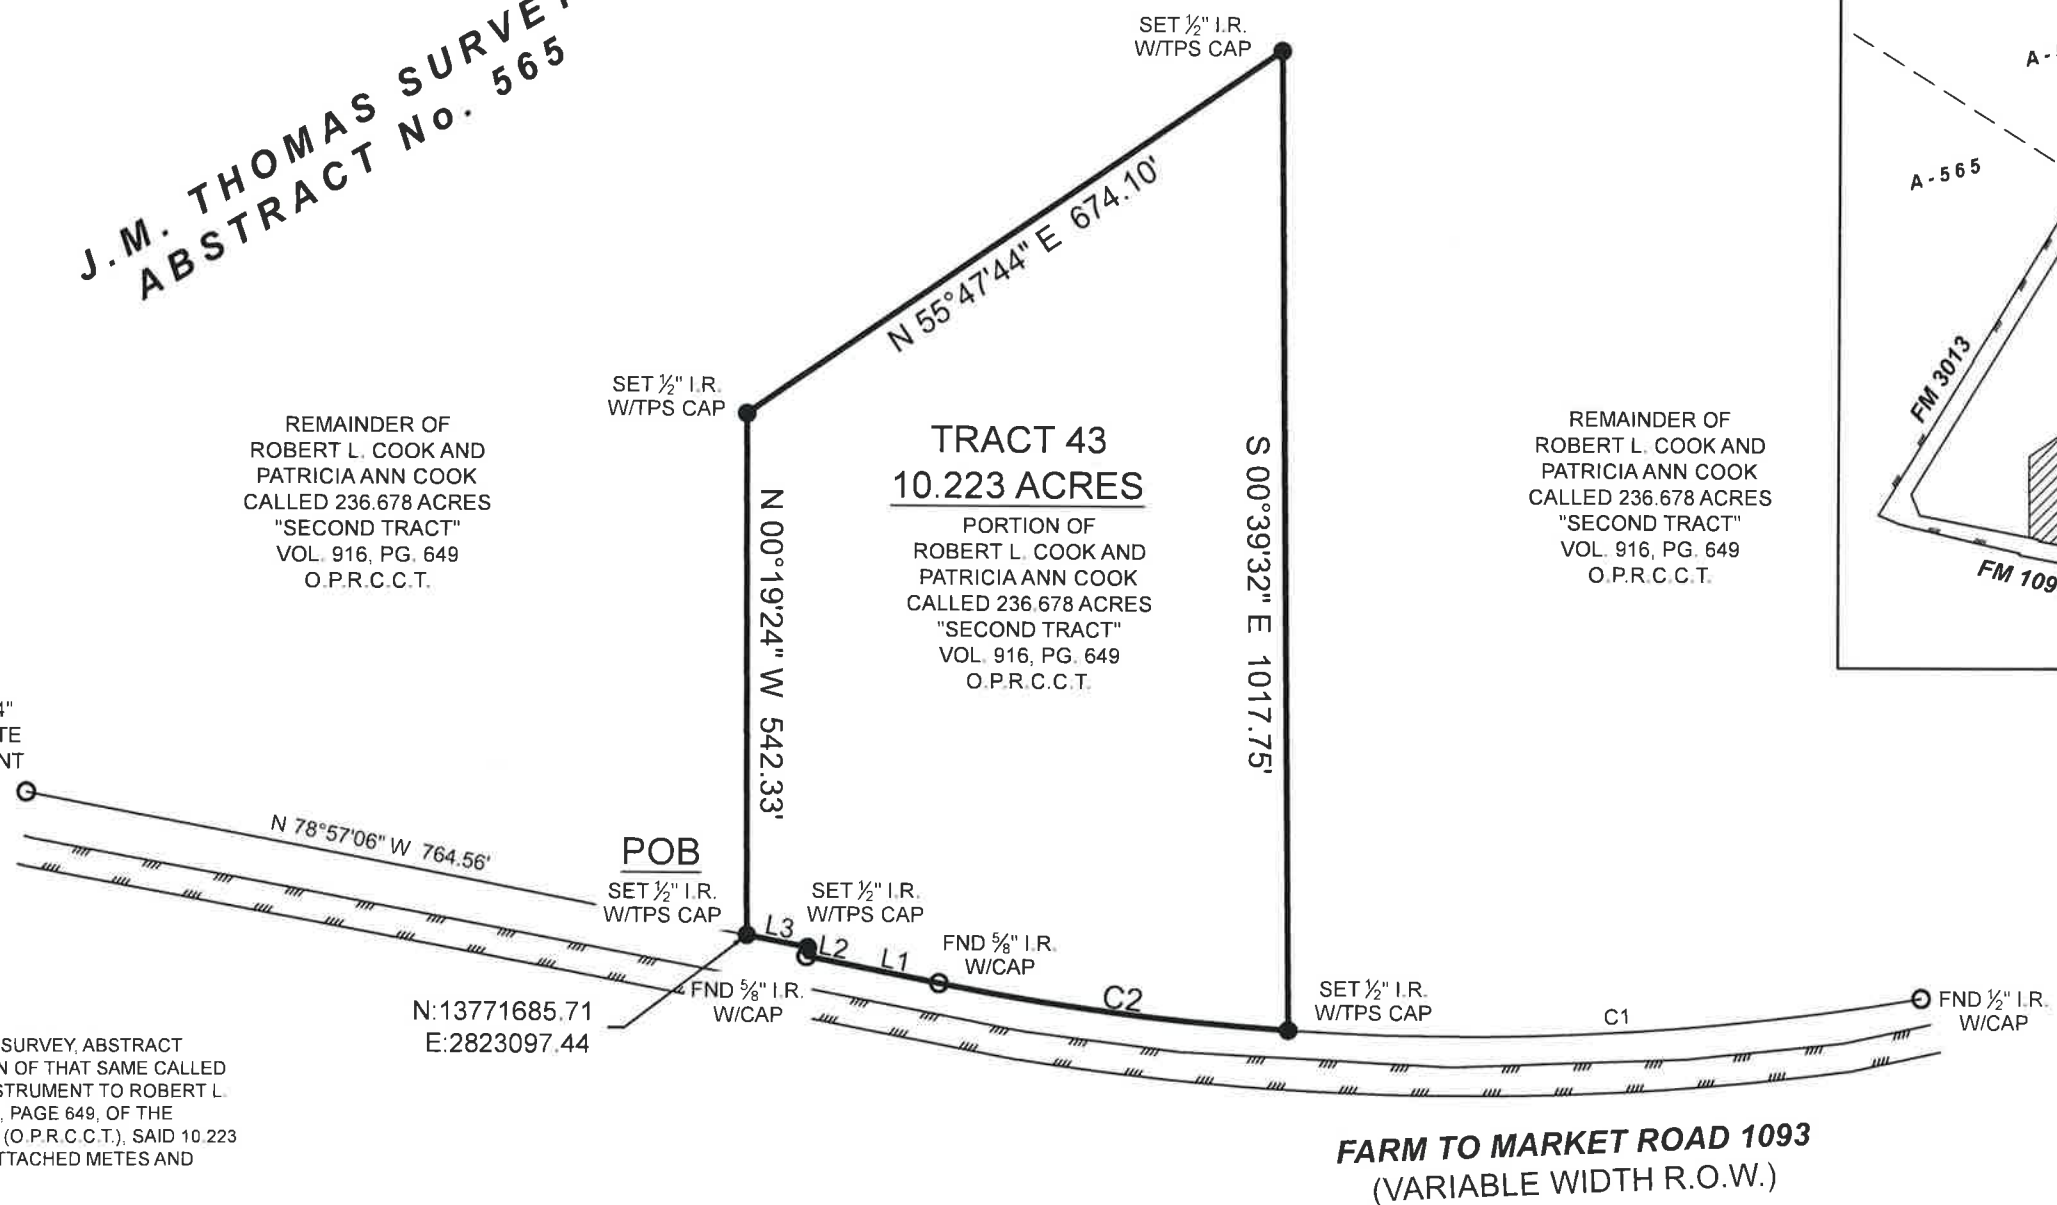 J.M. THOMAS SURVEY
ABSTRACT No. 565
SET ½" I.R.
W/TPS CAP
N 55°47'44" E 674.10'
SET ½" I.R.
W/TPS CAP
REMAINDER OF
ROBERT L. COOK AND
PATRICIA ANN COOK
CALLED 236.678 ACRES
"SECOND TRACT"
VOL. 916, PG. 649
O.P.R.C.C.T.
N 00°19'24" W 542.33'
TRACT 43
10.223 ACRES
PORTION OF
ROBERT L. COOK AND
PATRICIA ANN COOK
CALLED 236.678 ACRES
"SECOND TRACT"
VOL. 916, PG. 649
O.P.R.C.C.T.
S 00°39'32" E 1017.75'
REMAINDER OF
ROBERT L. COOK AND
PATRICIA ANN COOK
CALLED 236.678 ACRES
"SECOND TRACT"
VOL. 916, PG. 649
O.P.R.C.C.T.
A-
A-565
FM 3013
FM 109
4"
TE
NT
N 78°57'06" W 764.56'
POB
SET ½" I.R.
W/TPS CAP
SET ½" I.R.
W/TPS CAP
L3
L2
L1
FND ⅝" I.R.
W/CAP
FND ⅝" I.R.
W/CAP
C2
SET ½" I.R.
W/TPS CAP
C1
FND ½" I.R.
W/CAP
N:13771685.71
E:2823097.44
SURVEY, ABSTRACT
N OF THAT SAME CALLED
STRUMENT TO ROBERT L.
, PAGE 649, OF THE
(O.P.R.C.C.T.), SAID 10.223
TTACHED METES AND
FARM TO MARKET ROAD 1093
(VARIABLE WIDTH R.O.W.)